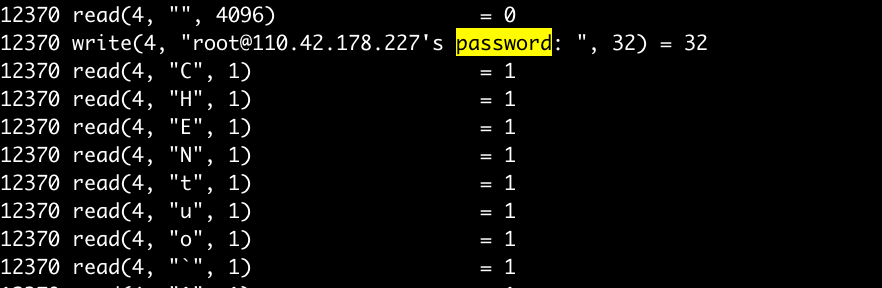 12370 read(4, "", 4096) = 0
12370 write(4, "root@110.42.178.227's password: ", 32) = 32
12370 read(4, "C", 1) = 1
12370 read(4, "H", 1) = 1
12370 read(4, "E", 1) = 1
12370 read(4, "N", 1) = 1
12370 read(4, "t", 1) = 1
12370 read(4, "u", 1) = 1
12370 read(4, "o", 1) = 1
12370 read(4, "`", 1) = 1